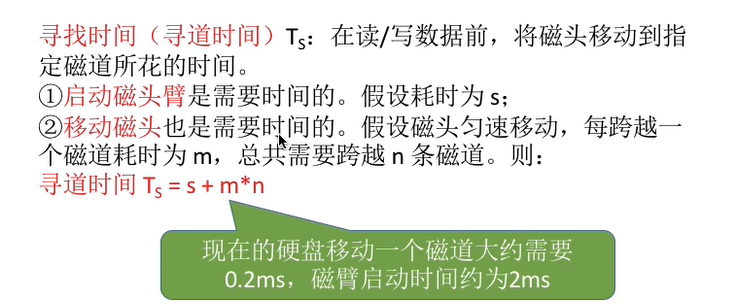 寻找时间（寻道时间）TS：在读/写数据前，将磁头移动到指
定磁道所花的时间。
①启动磁头臂是需要时间的。假设耗时为 s；
②移动磁头也是需要时间的。假设磁头匀速移动，每跨越一
个磁道耗时为 m，总共需要跨越 n 条磁道。则：
寻道时间 TS = s + m*n
现在的硬盘移动一个磁道大约需要
0.2ms，磁臂启动时间约为2ms